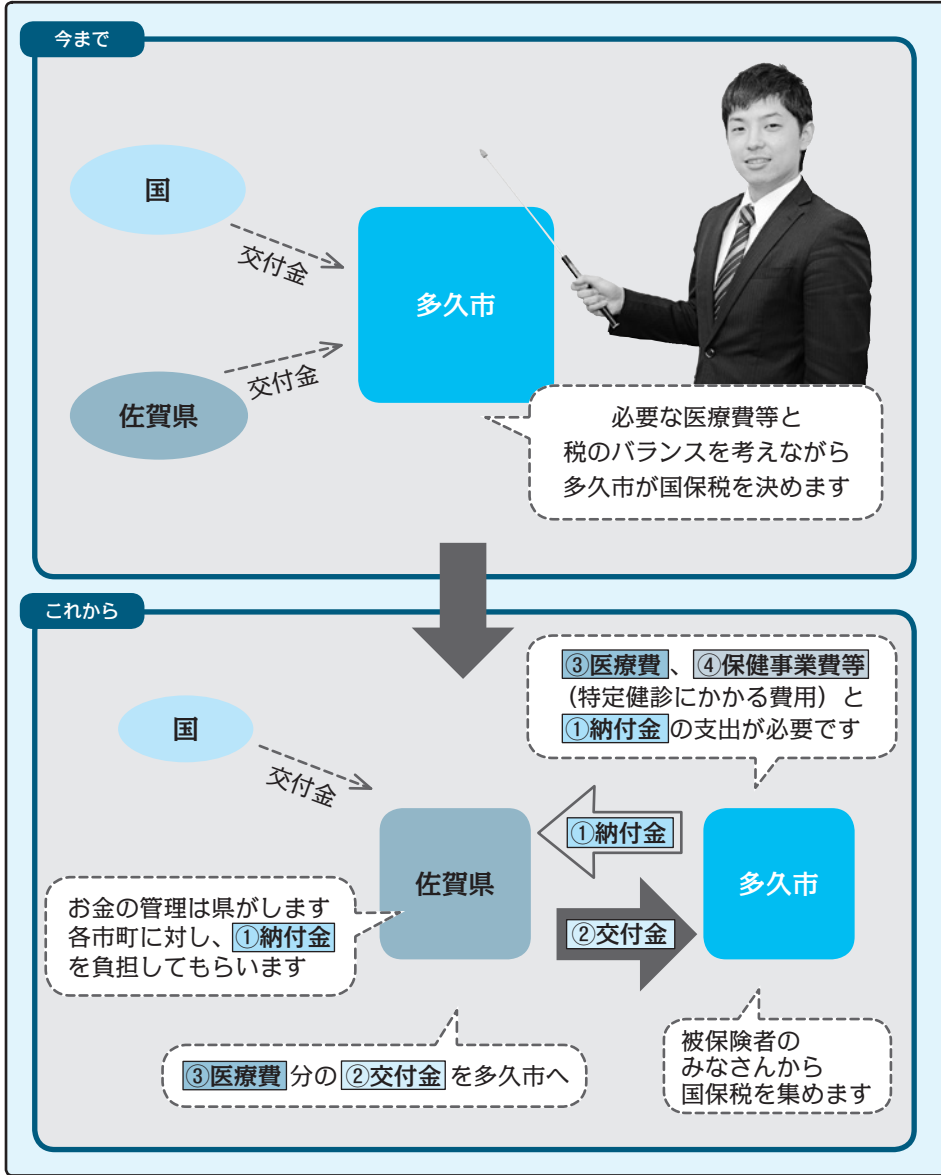 今まで
国
交付金
多久市
佐賀県
交付金
必要な医療費等と
税のバランスを考えながら
多久市が国保税を決めます
これから
③医療費、④保健事業費等
(特定健診にかかる費用)と
①納付金の支出が必要です
国
交付金
①納付金
佐賀県
多久市
②交付金
お金の管理は県がします
各市町に対し、①納付金
を負担してもらいます
③医療費分の②交付金を多久市へ
被保険者の
みなさんから
国保税を集めます